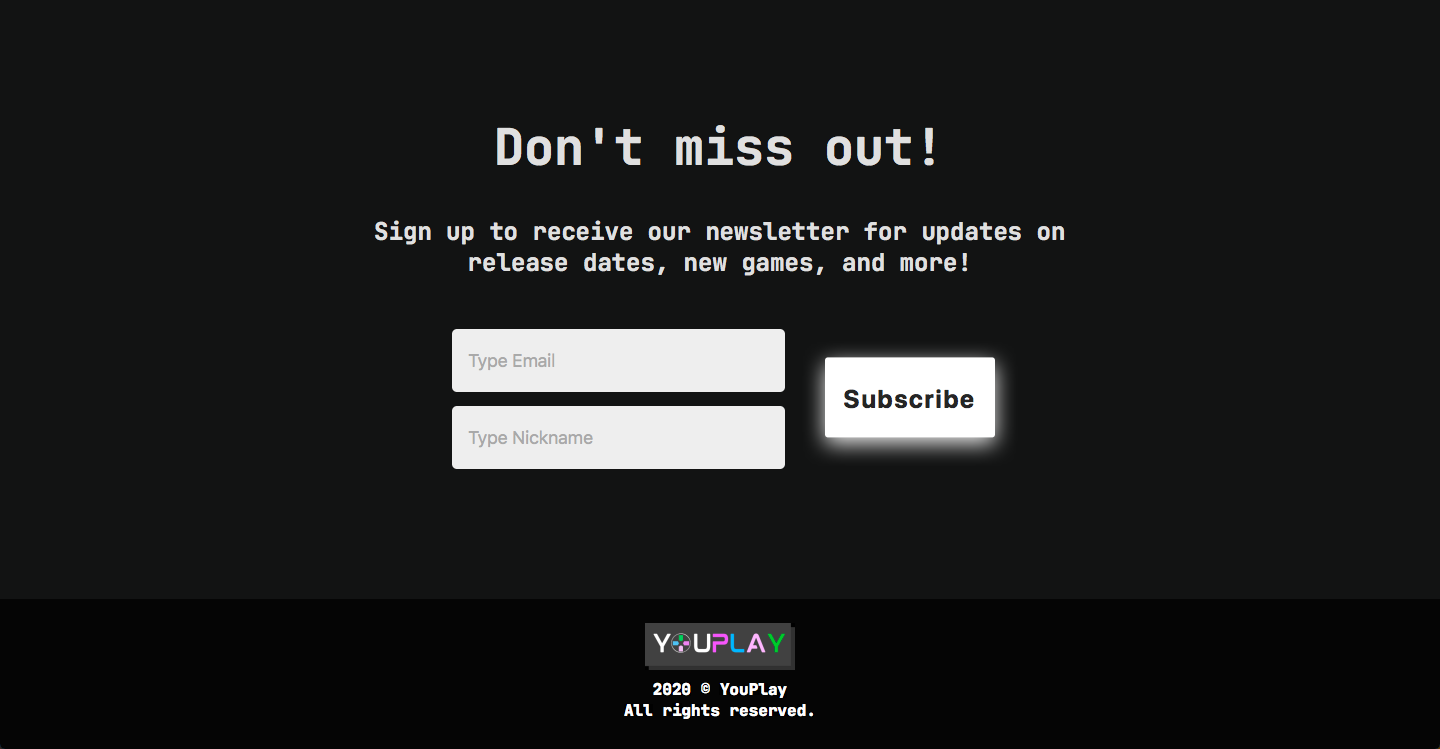 Don't miss out!
Sign up to receive our newsletter for updates on
release dates, new games, and more!
Type Email
Type Nickname
Subscribe
YOUPLAY
2020 © YouPlay
All rights reserved.